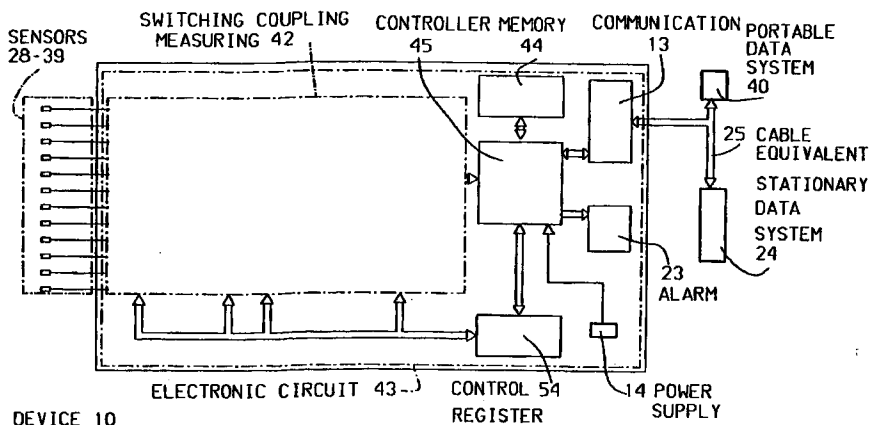 SENSORS
28-39
SWITCHING COUPLING
MEASURING 42
CONTROLLER MEMORY
45 44
COMMUNICATION
13
PORTABLE
DATA
SYSTEM
40
25 CABLE
EQUIVALENT
STATIONARY
DATA
SYSTEM
24
23
ALARM
ELECTRONIC CIRCUIT 43
CONTROL 54
REGISTER
14 POWER
SUPPLY
DEVICE 10